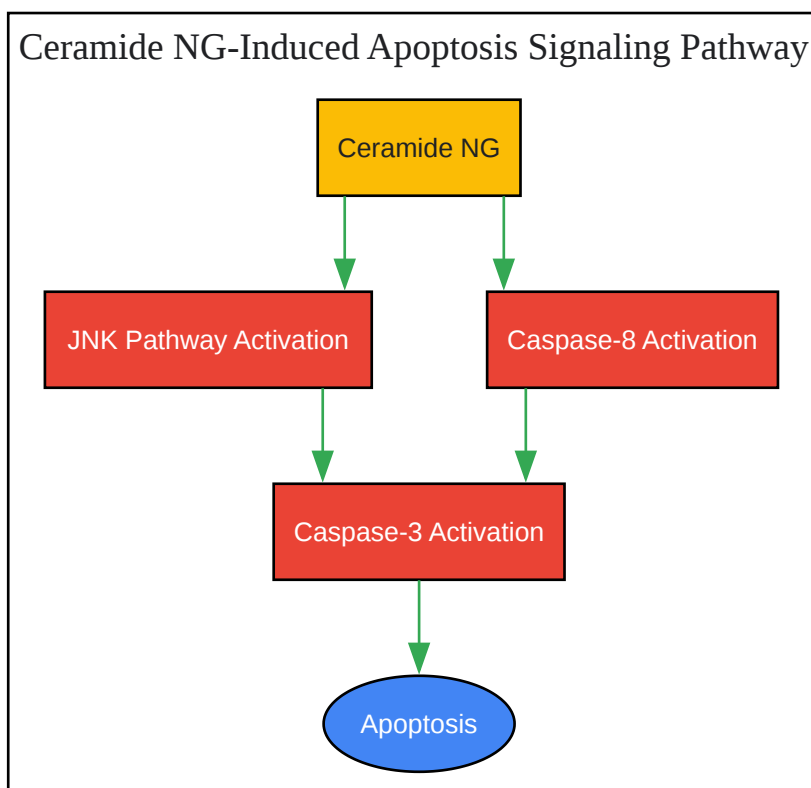 Ceramide NG-Induced Apoptosis Signaling Pathway
Ceramide NG
JNK Pathway Activation
Caspase-8 Activation
Caspase-3 Activation
Apoptosis